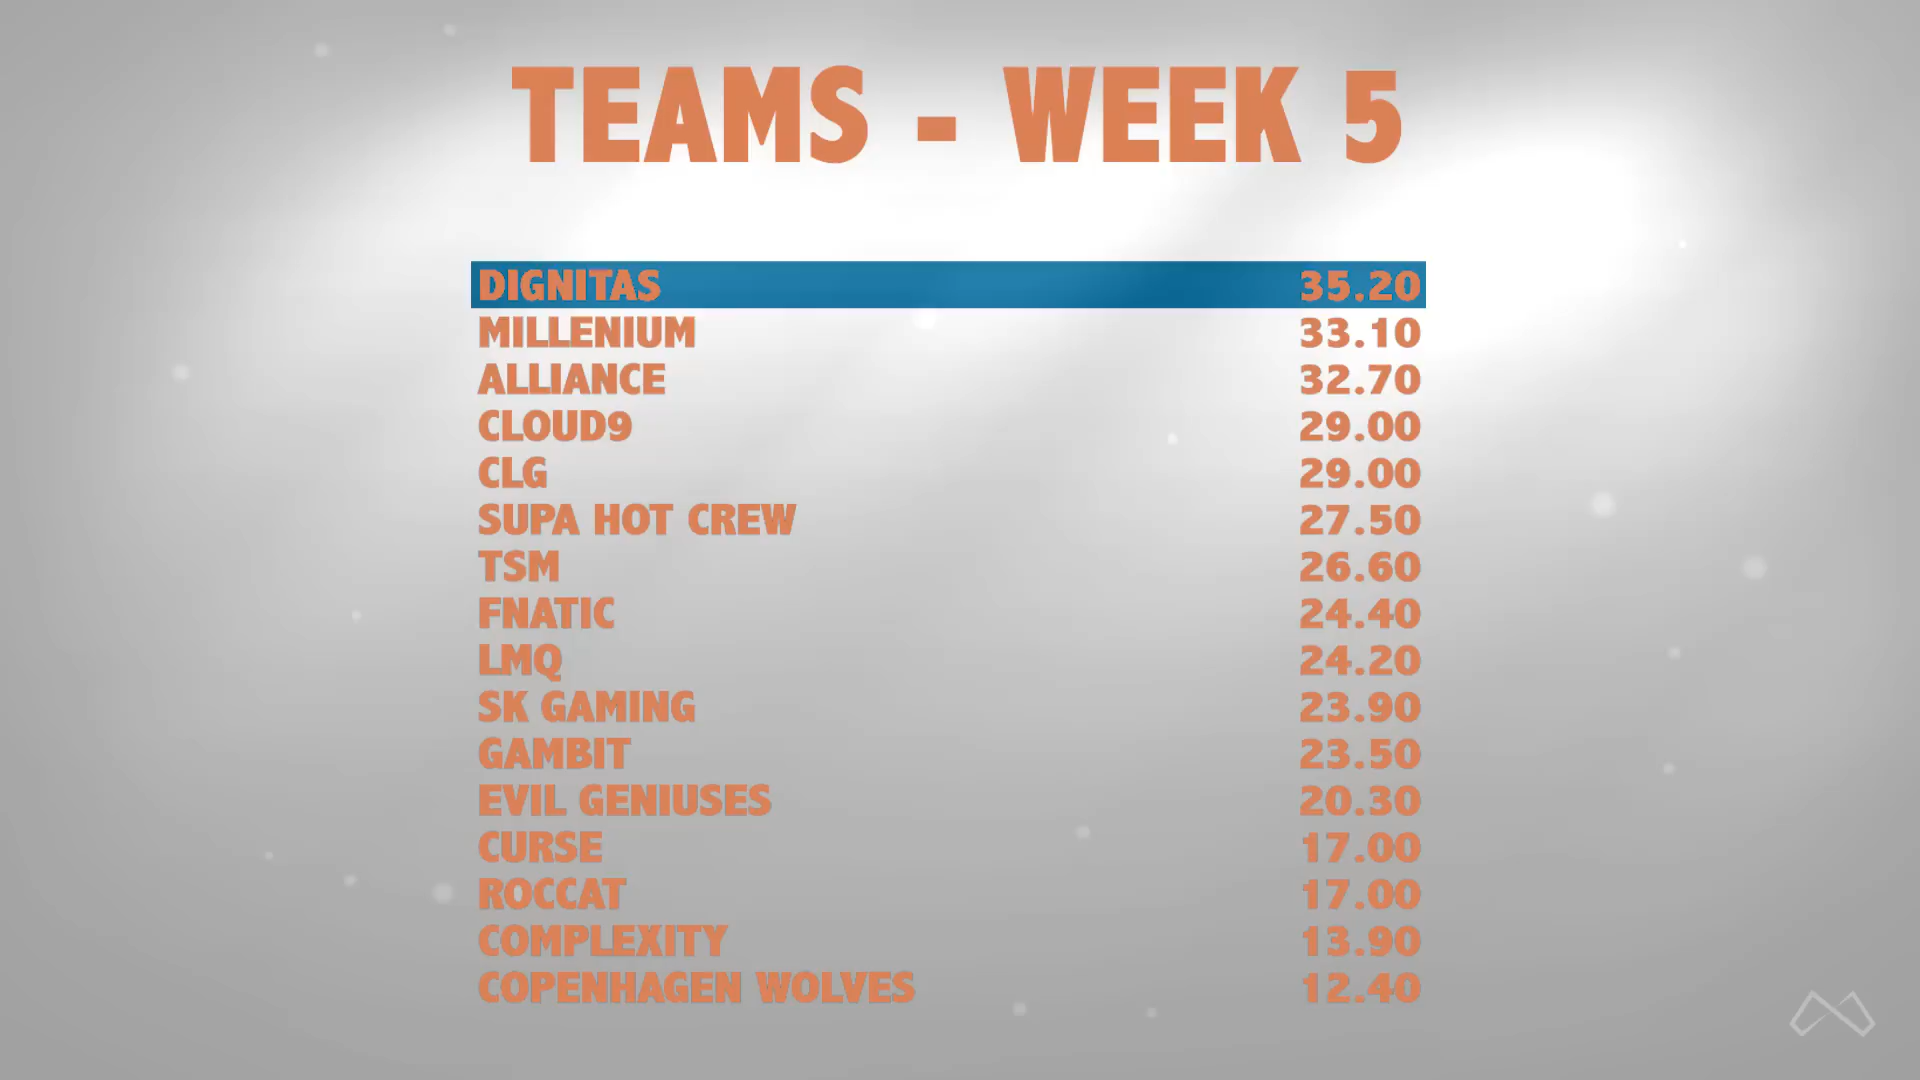 TEAMS - WEEK 5
DIGNITAS 35.20
MILLENIUM 33.10
ALLIANCE 32.70
CLOUD9 29.00
CLG 29.00
SUPA HOT CREW 27.50
TSM 26.60
FNATIC 24.40
LMQ 24.20
SK GAMING 23.90
GAMBIT 23.50
EVIL GENIUSES 20.30
CURSE 17.00
ROCCAT 17.00
COMPLEXITY 13.90
COPENHAGEN WOLVES 12.40